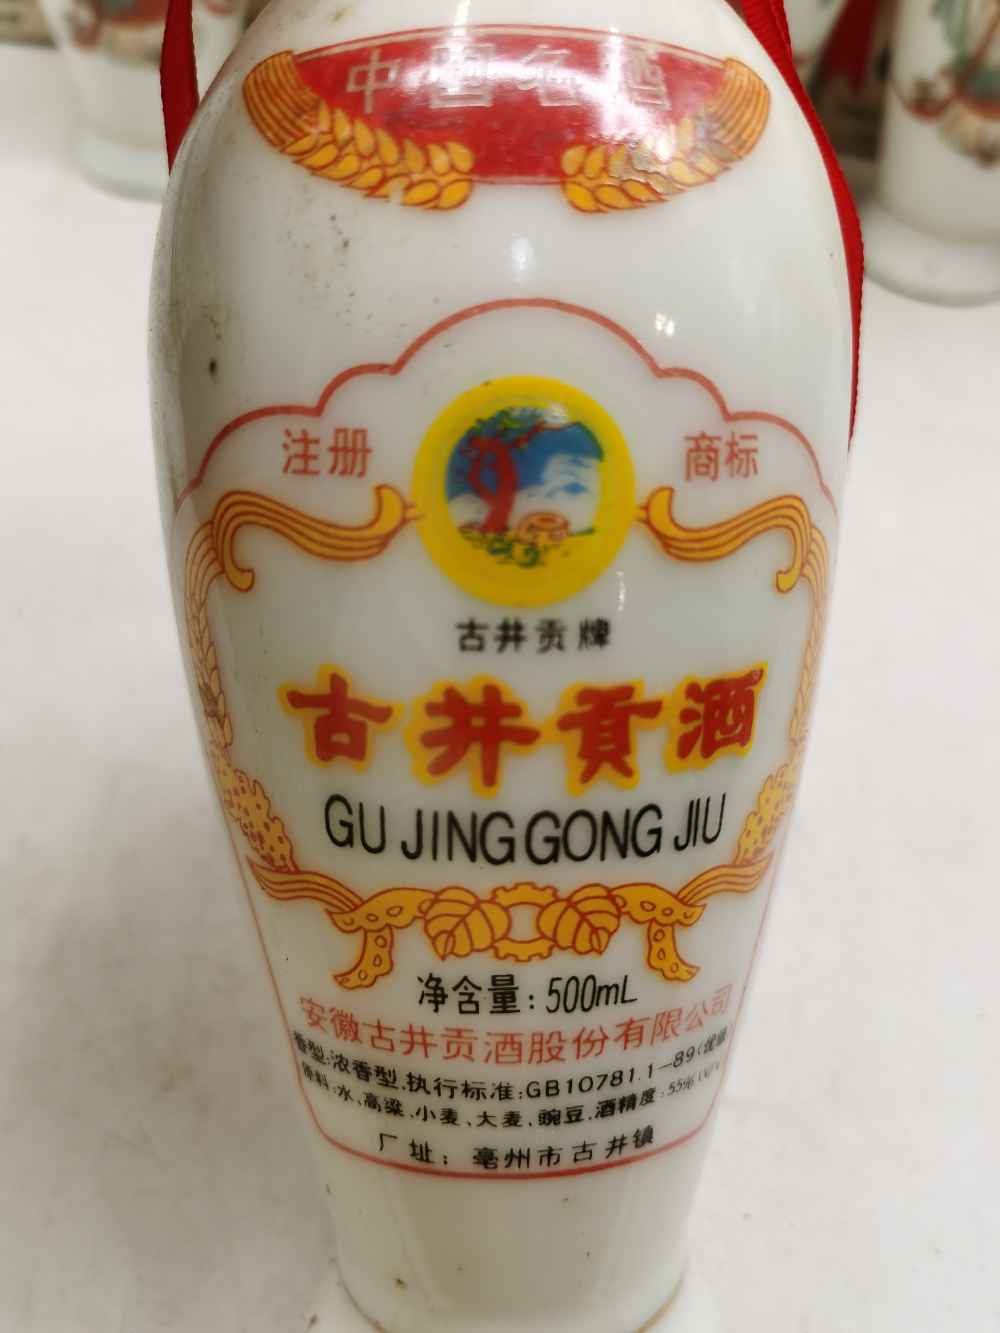 中国名酒
注册 商标
古井贡牌
古井贡酒
GU JING GONG JIU
净含量:500mL
安徽古井贡酒股份有限公司
香型:浓香型.执行标准:GB10781.1-89(优级)
原料:水、高粱.小麦、大麦、豌豆.酒精度:55%(V/V
厂址:亳州市古井镇